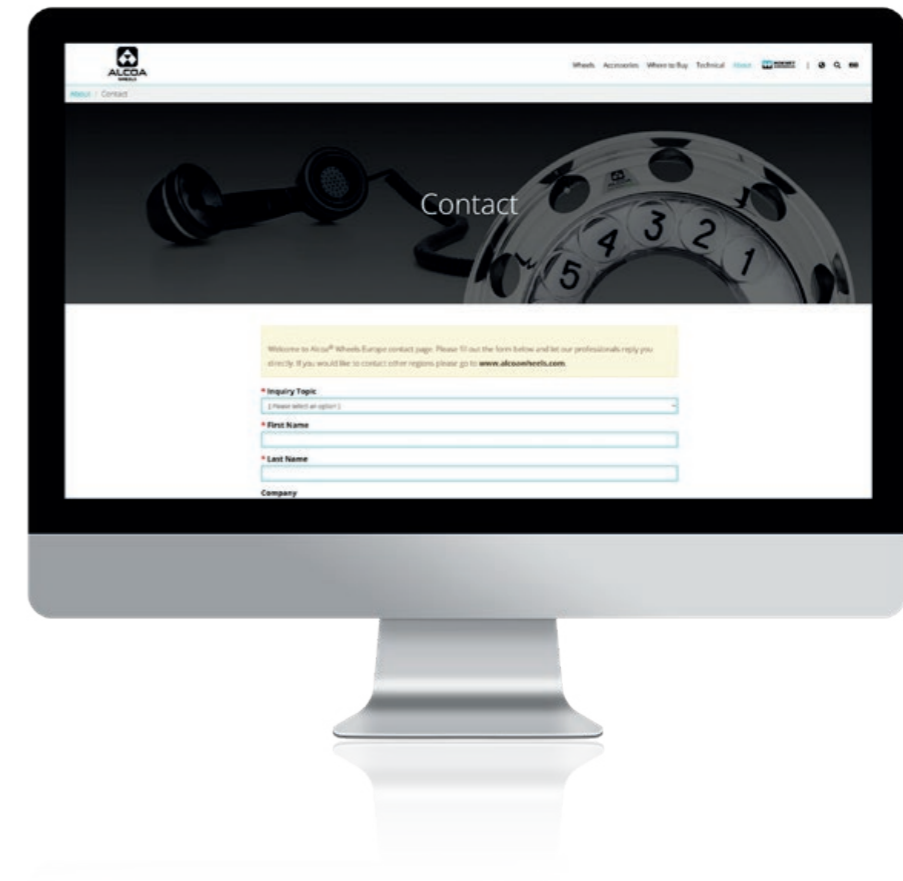 ALCOA
WHEELS
Wheels Accessories Where to Buy Technical About
About / Contact
Contact
ALCOA
5 4 3 2 1
Welcome to Alcoa® Wheels Europe contact page. Please fill out the form below and let our professionals reply you
directly. If you would like to contact other regions please go to www.alcoawheels.com.
* Inquiry Topic
[ Please select an option ]
* First Name
* Last Name
Company